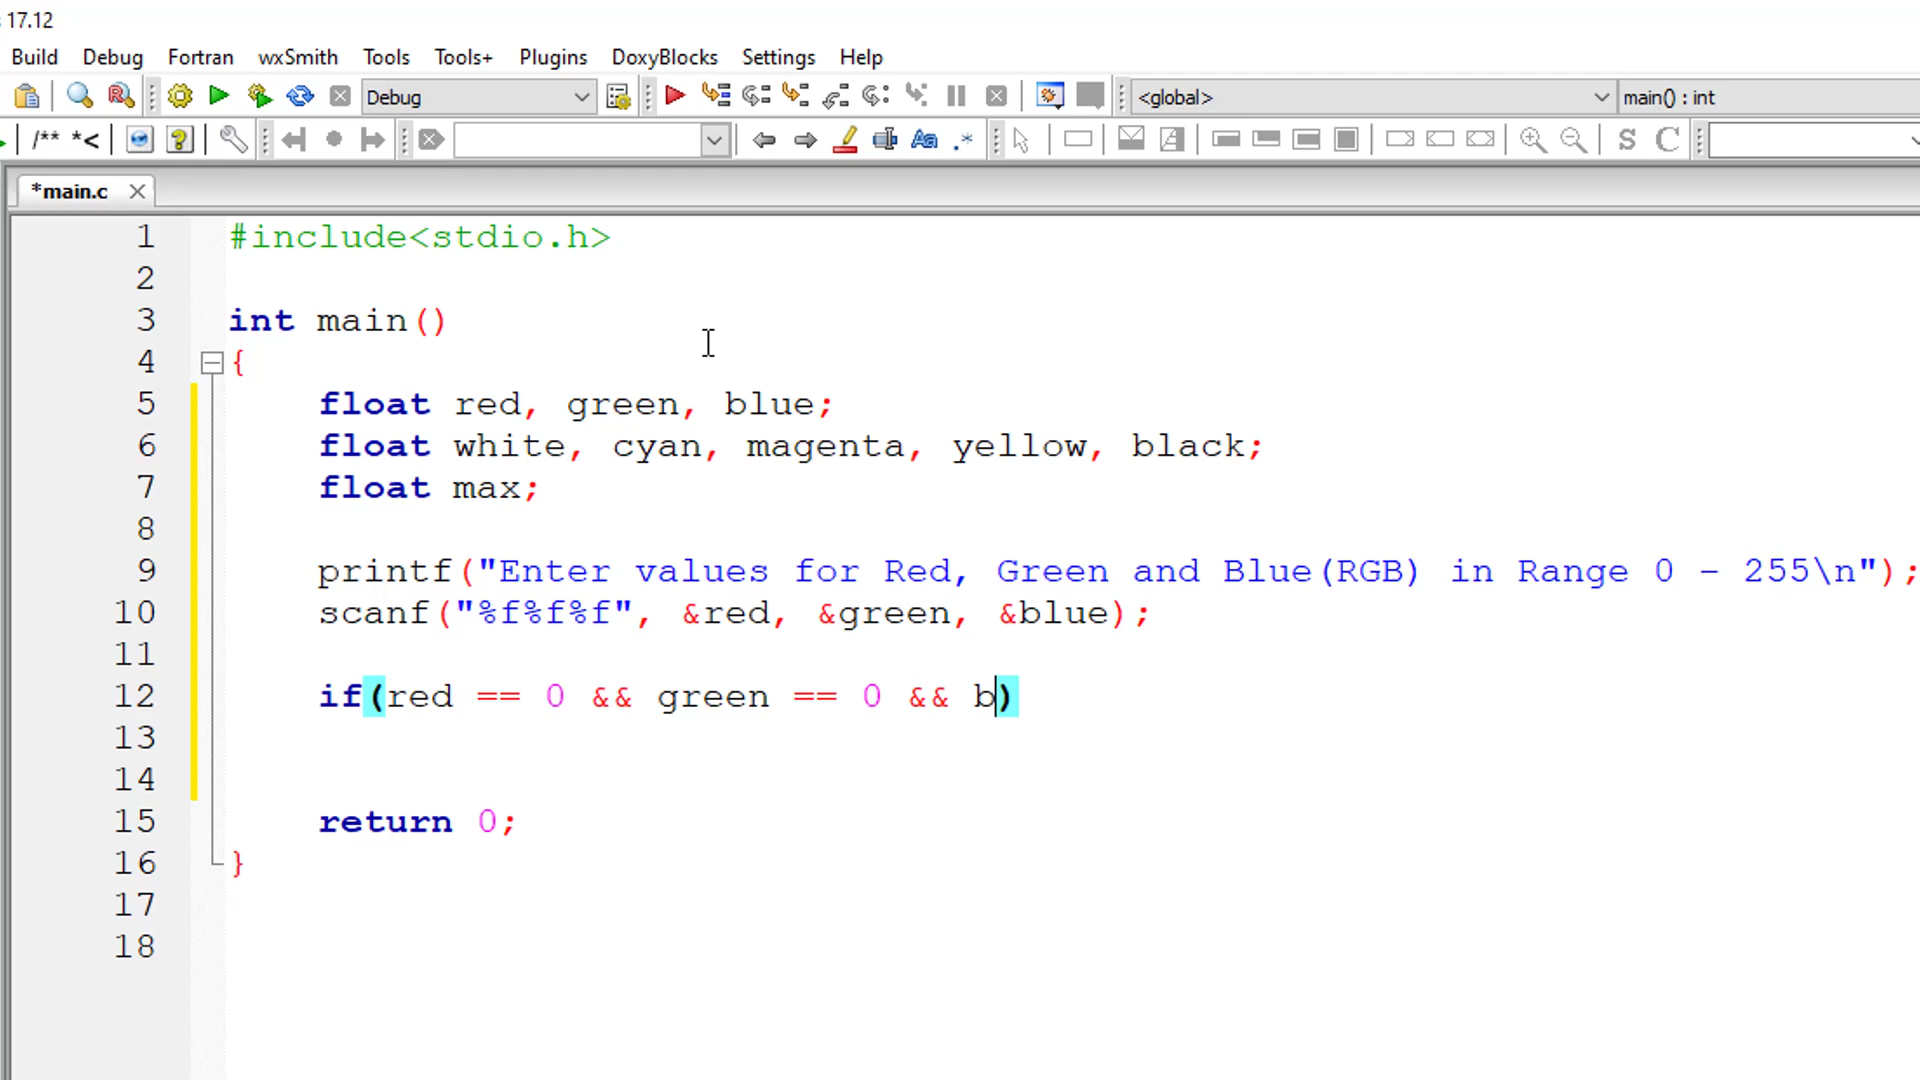 17.12
Build Debug Fortran wxSmith Tools Tools+ Plugins DoxyBlocks Settings Help
Debug <global> main() : int
/** *< Aa .* S C
*main.c
1 #include<stdio.h>
2
3 int main()
4 {
5 float red, green, blue;
6 float white, cyan, magenta, yellow, black;
7 float max;
8
9 printf("Enter values for Red, Green and Blue(RGB) in Range 0 - 255\n");
10 scanf("%f%f%f", &red, &green, &blue);
11
12 if(red == 0 && green == 0 && b)
13
14
15 return 0;
16 }
17
18